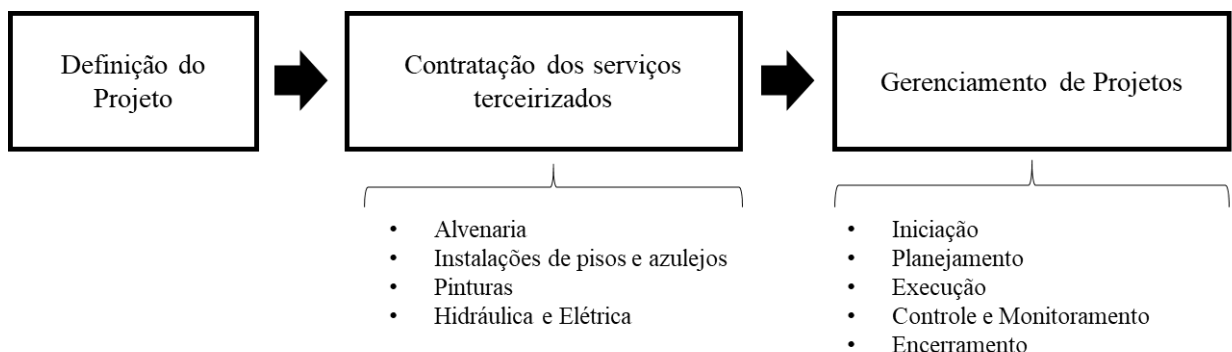 Definição do
Projeto
Contratação dos serviços
terceirizados
Gerenciamento de Projetos
• Alvenaria
• Instalações de pisos e azulejos
• Pinturas
• Hidráulica e Elétrica
• Iniciação
• Planejamento
• Execução
• Controle e Monitoramento
• Encerramento